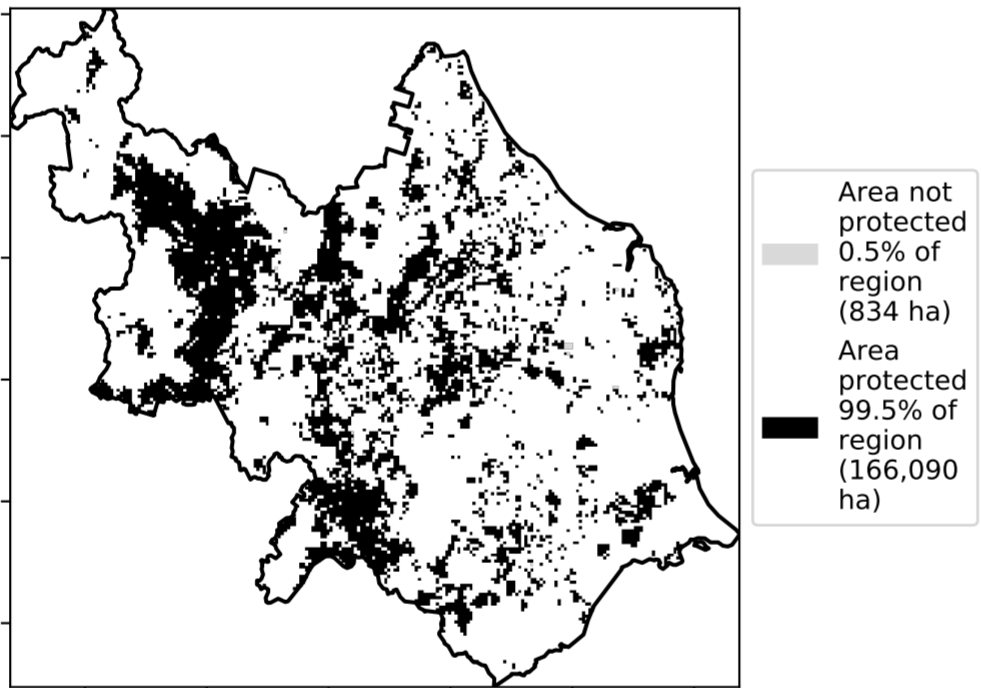 Area not
protected
0.5% of
region
(834 ha)
Area
protected
99.5% of
region
(166,090
ha)